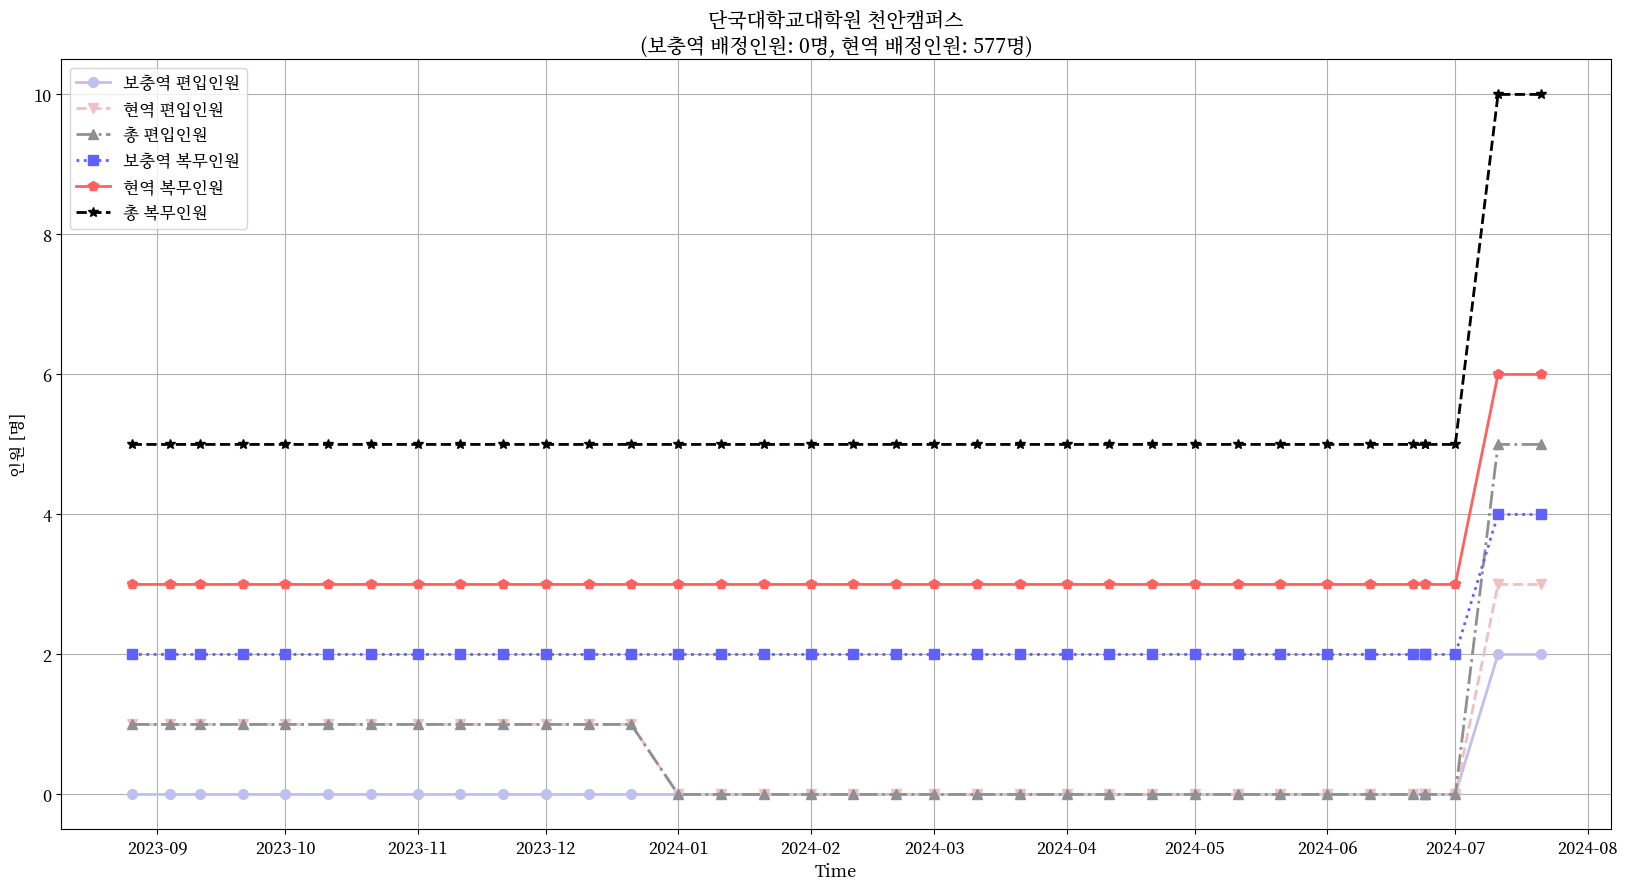 단국대학교대학원 천안캠퍼스
(보충역 배정인원: 0명, 현역 배정인원: 577명)
보충역 편입인원
현역 편입인원
총 편입인원
보충역 복무인원
현역 복무인원
총 복무인원
인원 [명]
10
8
6
4
2
0
2023-09 2023-10 2023-11 2023-12 2024-01 2024-02 2024-03 2024-04 2024-05 2024-06 2024-07 2024-08
Time